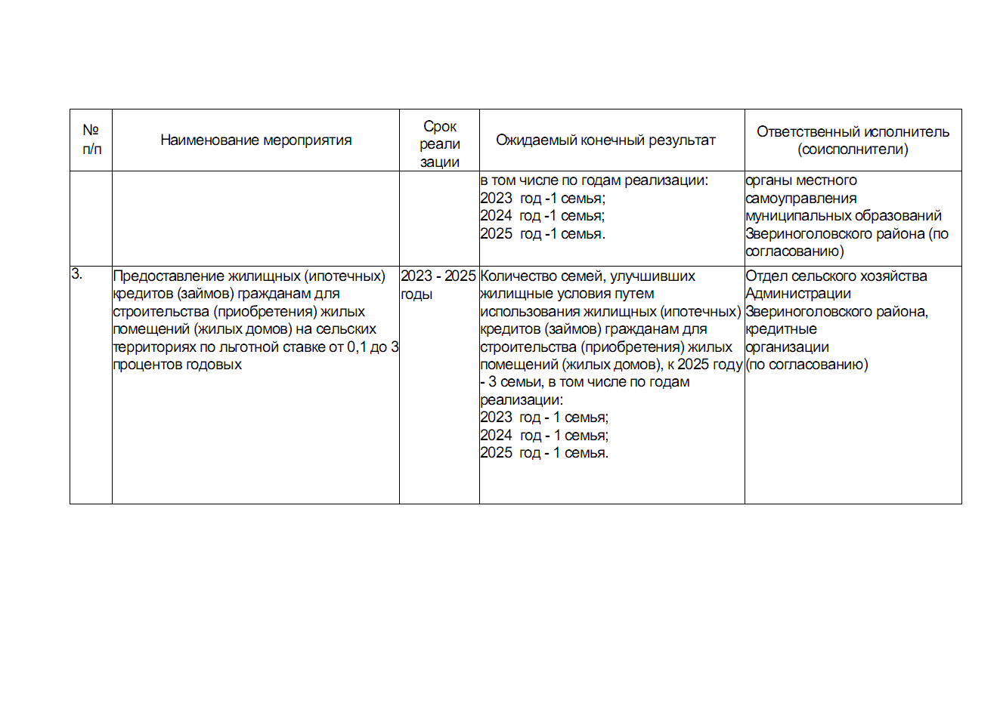 №
п/п
Наименование мероприятия
Срок
реали
зации
Ожидаемый конечный результат
Ответственный исполнитель
(соисполнители)
в том числе по годам реализации:
2023 год -1 семья;
2024 год -1 семья;
2025 год -1 семья.
органы местного
самоуправления
муниципальных образований
Звериноголовского района (по
согласованию)
3.
Предоставление жилищных (ипотечных)
кредитов (займов) гражданам для
строительства (приобретения) жилых
помещений (жилых домов) на сельских
территориях по льготной ставке от 0,1 до 3
процентов годовых
2023 - 2025
годы
Количество семей, улучшивших
жилищные условия путем
использования жилищных (ипотечных)
кредитов (займов) гражданам для
строительства (приобретения) жилых
помещений (жилых домов), к 2025 году
- 3 семьи, в том числе по годам
реализации:
2023 год - 1 семья;
2024 год - 1 семья;
2025 год - 1 семья.
Отдел сельского хозяйства
Администрации
Звериноголовского района,
кредитные
организации
(по согласованию)